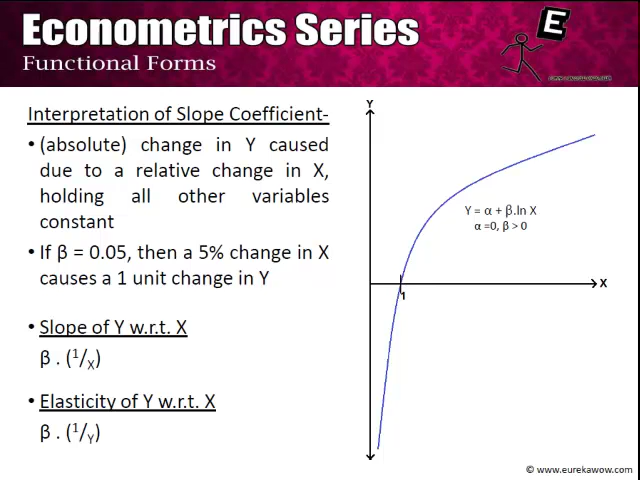 Econometrics Series
Functional Forms
E
Interpretation of Slope Coefficient-
• (absolute) change in Y caused
due to a relative change in X,
holding all other variables
constant
• If β = 0.05, then a 5% change in X
causes a 1 unit change in Y
• Slope of Y w.r.t. X
β . (1/X)
• Elasticity of Y w.r.t. X
β . (1/Y)
Y
Y = α + β.ln X
α =0, β > 0
X
1
© www.eurekawow.com